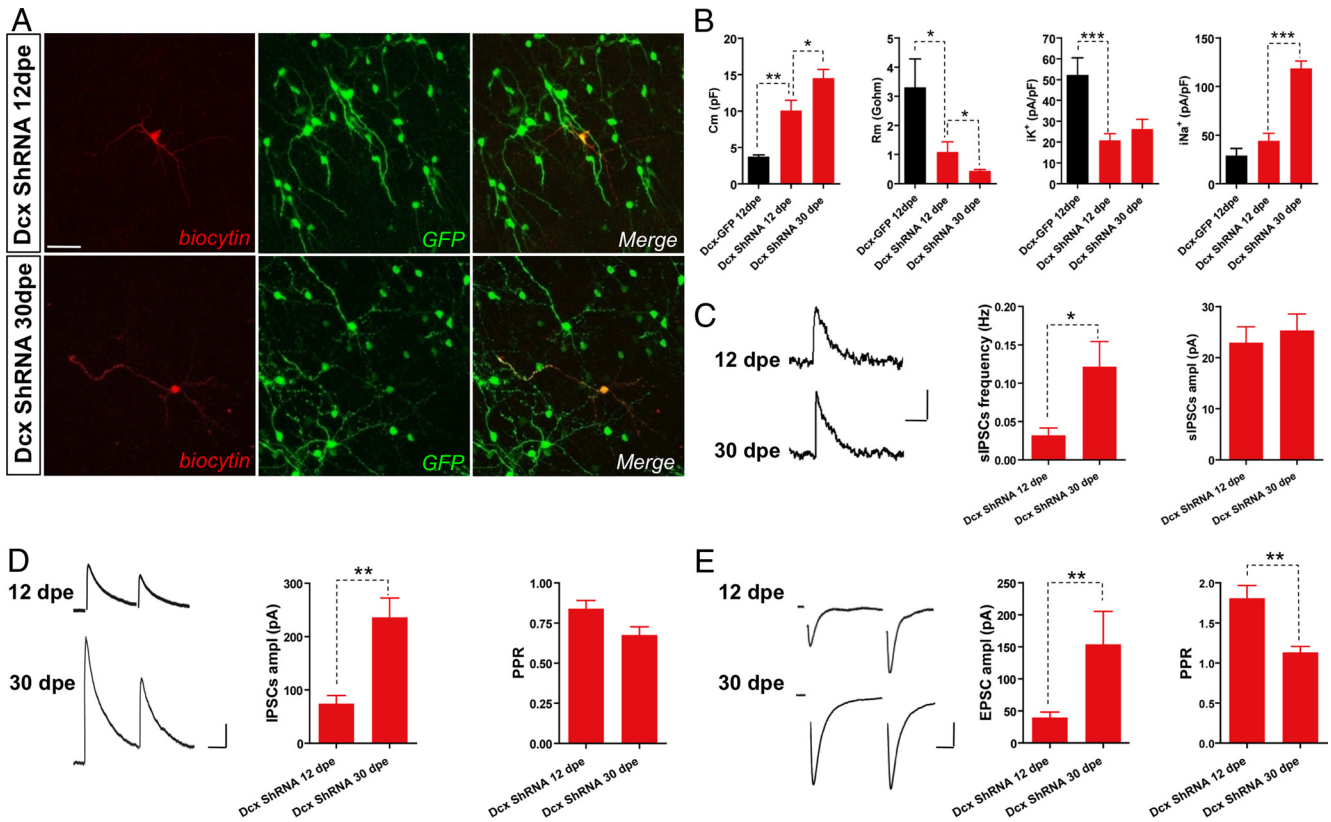 A
Dcx ShRNA 12dpe
biocytin
GFP
Merge
Dcx ShRNA 30dpe
biocytin
GFP
Merge
B
Cm (pF)
20
15
10
5
0
**
*
Dcx-GFP 12dpe
Dcx ShRNA 12 dpe
Dcx ShRNA 30 dpe
Rm (Gohm)
5
4
3
2
1
0
*
*
Dcx-GFP 12dpe
Dcx ShRNA 12 dpe
Dcx ShRNA 30 dpe
iK+ (pA/pF)
70
60
50
40
30
20
10
0
***
Dcx-GFP 12dpe
Dcx ShRNA 12 dpe
Dcx ShRNA 30 dpe
iNa+ (pA/pF)
150
100
50
0
***
Dcx-GFP 12dpe
Dcx ShRNA 12 dpe
Dcx ShRNA 30 dpe
C
12 dpe
30 dpe
sIPSCs frequency (Hz)
0.20
0.15
0.10
0.05
0.00
*
Dcx ShRNA 12 dpe
Dcx ShRNA 30 dpe
sIPSCs ampl (pA)
30
20
10
0
Dcx ShRNA 12 dpe
Dcx ShRNA 30 dpe
D
12 dpe
30 dpe
IPSCs ampl (pA)
300
200
100
0
**
Dcx ShRNA 12 dpe
Dcx ShRNA 30 dpe
PPR
1.00
0.75
0.50
0.25
0.00
Dcx ShRNA 12 dpe
Dcx ShRNA 30 dpe
E
12 dpe
30 dpe
EPSC ampl (pA)
250
200
150
100
50
0
**
Dcx ShRNA 12 dpe
Dcx ShRNA 30 dpe
PPR
2.0
1.5
1.0
0.5
0.0
**
Dcx ShRNA 12 dpe
Dcx ShRNA 30 dpe